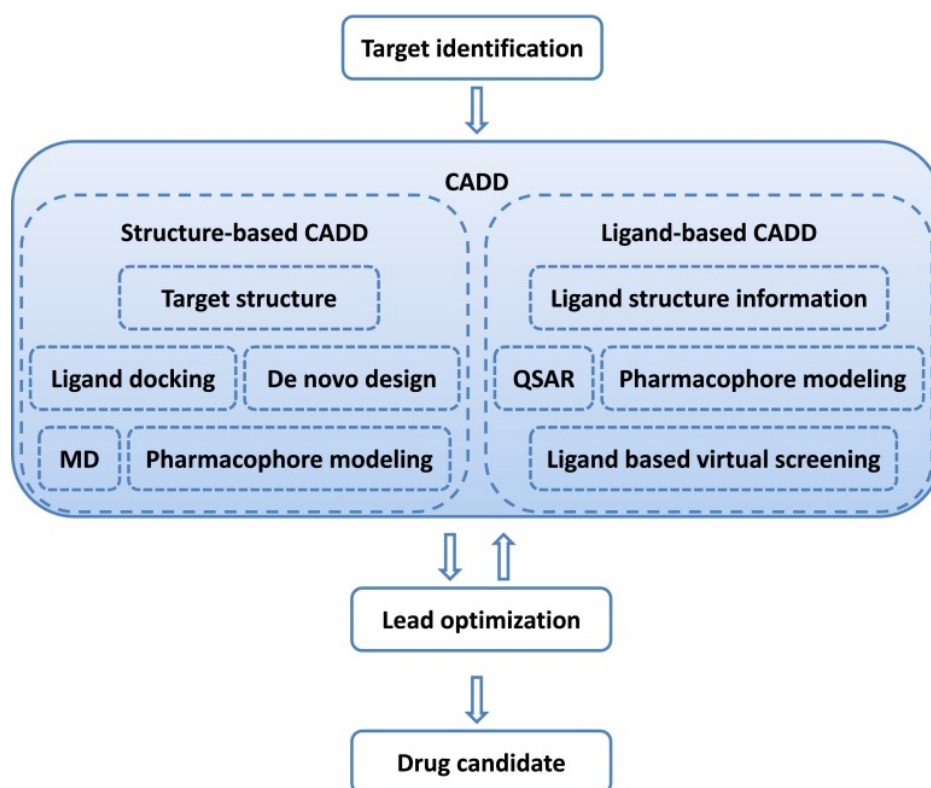 Target identification
CADD
Structure-based CADD
Target structure
Ligand docking
De novo design
MD
Pharmacophore modeling
Ligand-based CADD
Ligand structure information
QSAR
Pharmacophore modeling
Ligand based virtual screening
Lead optimization
Drug candidate